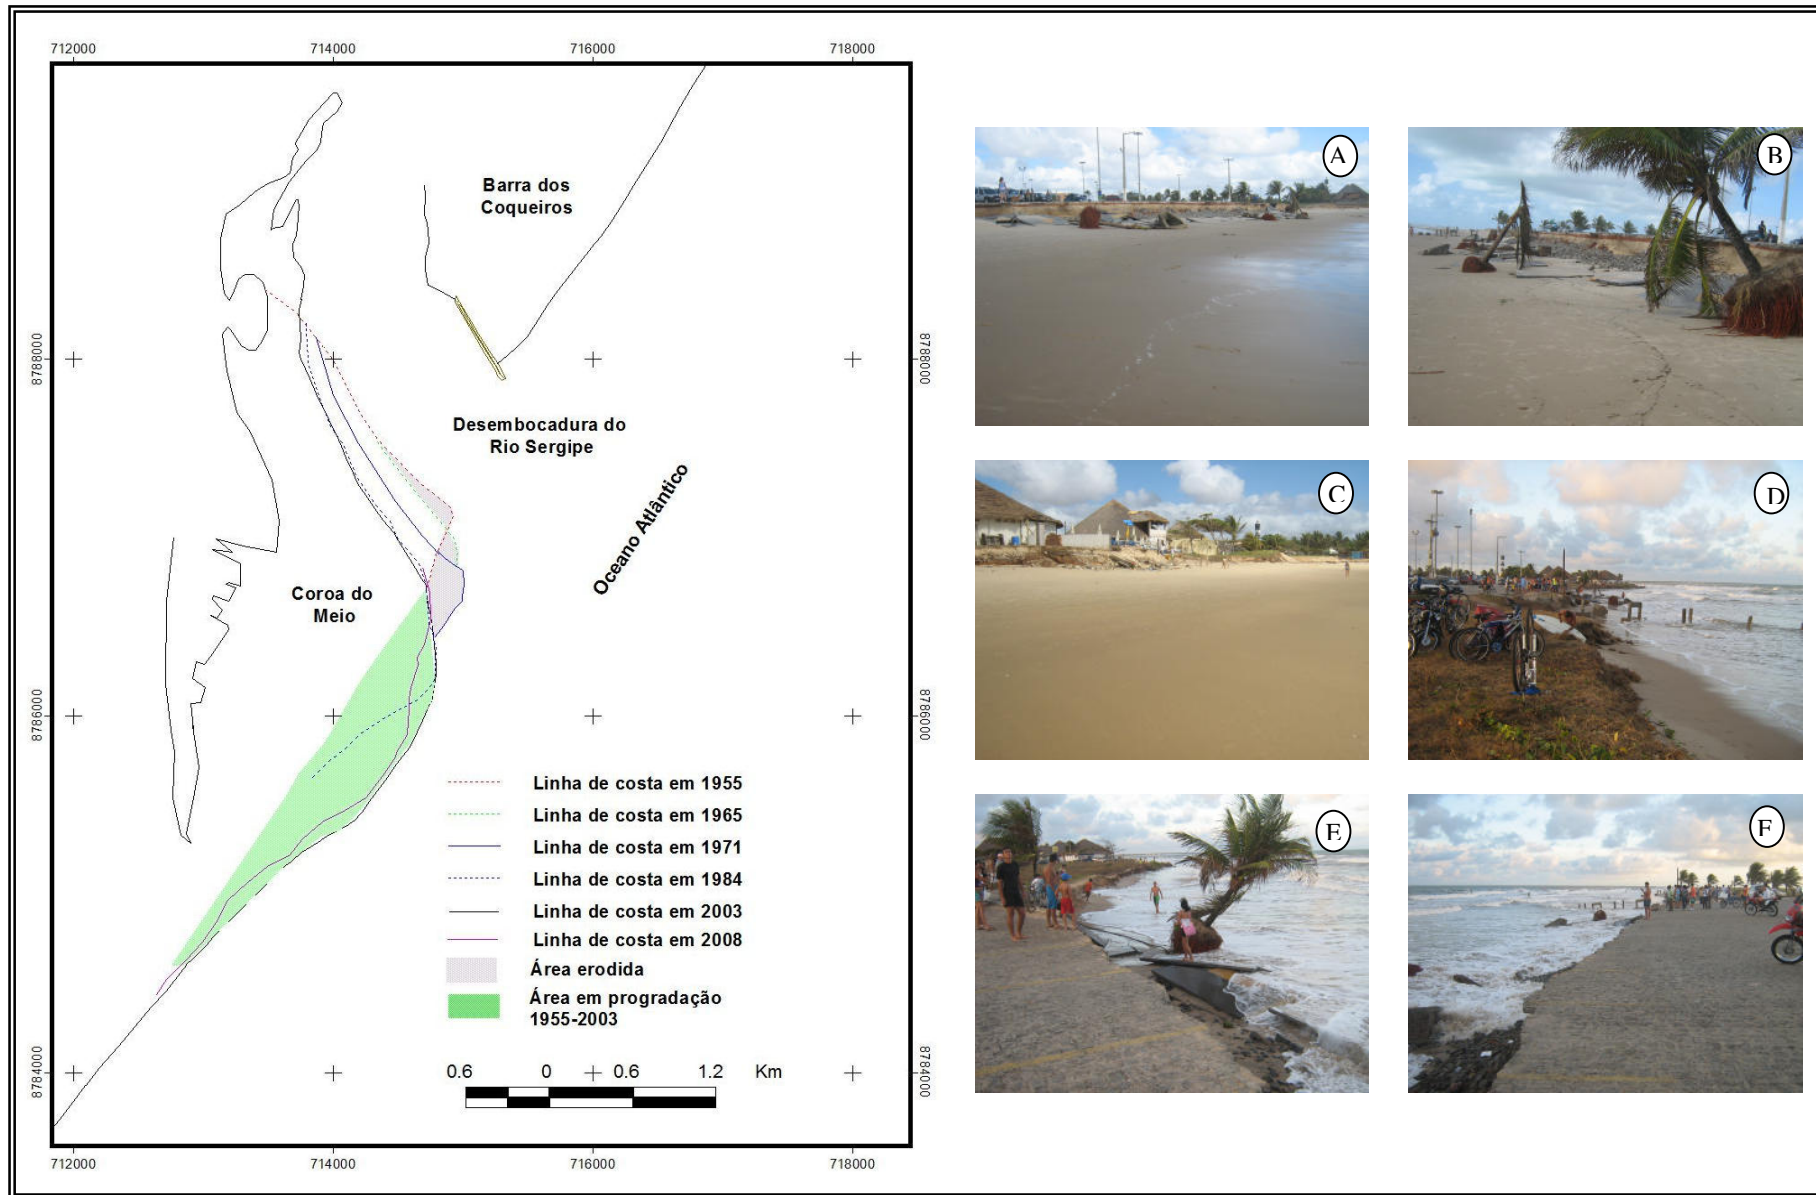 712000
714000
716000
718000
Barra dos
Coqueiros
8788000
8788000
Desembocadura do
Rio Sergipe
Oceano Atlântico
Coroa do
Meio
8786000
8786000
Linha de costa em 1955
Linha de costa em 1965
Linha de costa em 1971
Linha de costa em 1984
Linha de costa em 2003
Linha de costa em 2008
Área erodida
Área em progradação
1955-2003
8784000
8784000
0.6 0 0.6 1.2 Km
712000
714000
716000
718000
A
B
C
D
E
F